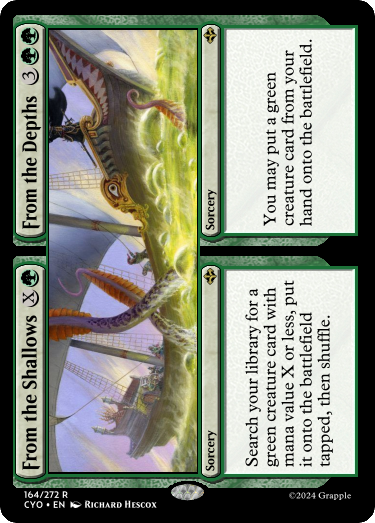 From the Shallows X
Sorcery
Search your library for a
green creature card with
mana value X or less, put
it onto the battlefield
tapped, then shuffle.
From the Depths 3
Sorcery
You may put a green
creature card from your
hand onto the battlefield.
164/272 R
CYO • EN Richard Hescox
©2024 Grapple